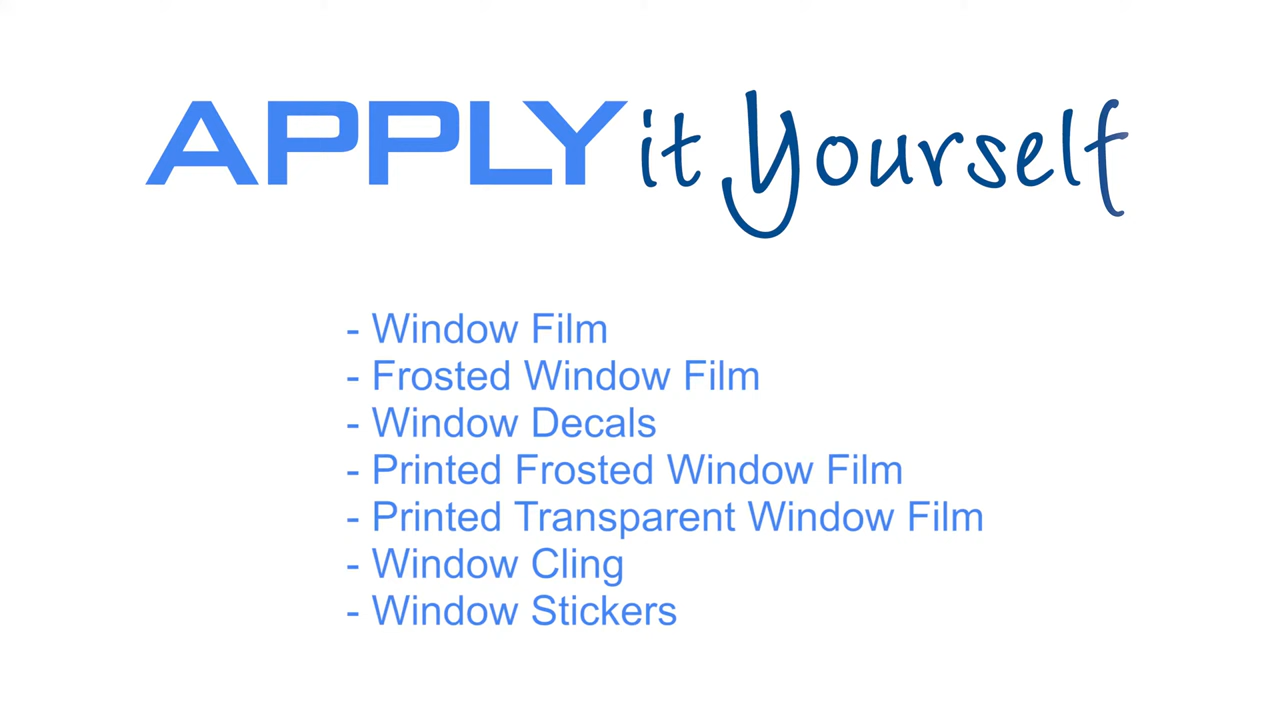 APPLY it Yourself
- Window Film
- Frosted Window Film
- Window Decals
- Printed Frosted Window Film
- Printed Transparent Window Film
- Window Cling
- Window Stickers